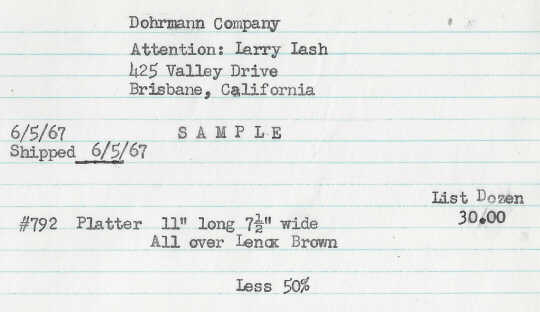 Dohrmann Company
Attention: Larry Lash
425 Valley Drive
Brisbane, California
6/5/67 S A M P L E
Shipped 6/5/67
List Dozen
#792 Platter 11" long 7½" wide 30.00
All over Lenox Brown
Less 50%